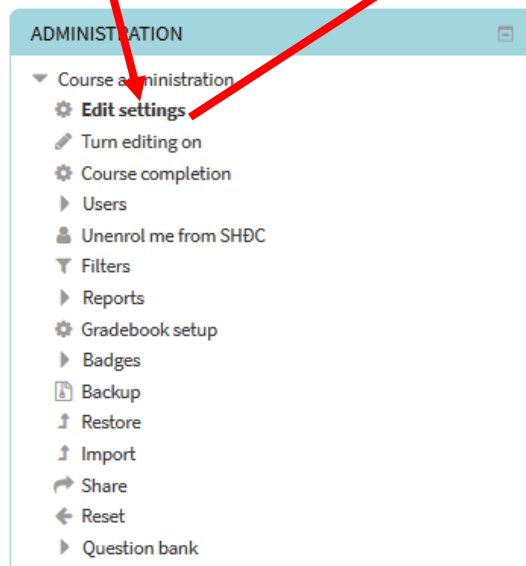 ADMINISTRATION
Course administration
Edit settings
Turn editing on
Course completion
Users
Unenrol me from SHĐC
Filters
Reports
Gradebook setup
Badges
Backup
Restore
Import
Share
Reset
Question bank